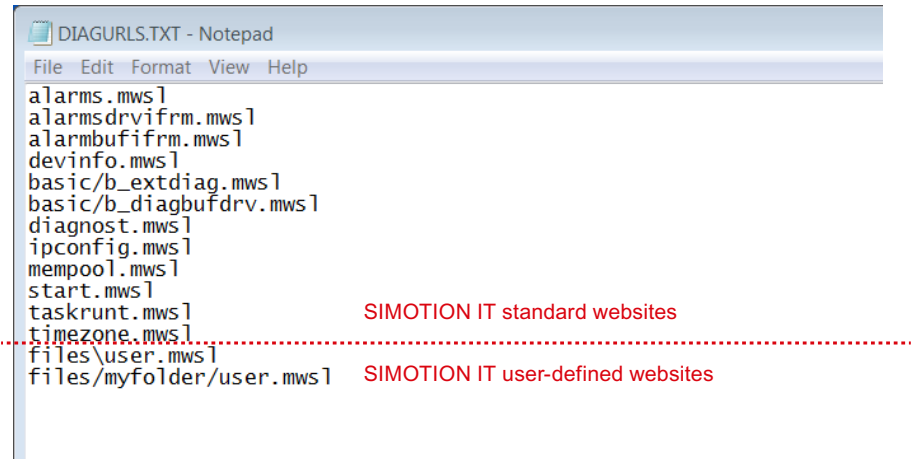 DIAGURLS.TXT - Notepad
File Edit Format View Help
alarms.mwsl
alarmsdrvifrm.mwsl
alarmbufifrm.mwsl
devinfo.mwsl
basic/b_extdiag.mwsl
basic/b_diagbufdrv.mwsl
diagnost.mwsl
ipconfig.mwsl
mempool.mwsl
start.mwsl
taskrunt.mwsl SIMOTION IT standard websites
timezone.mwsl
files\user.mwsl
files/myfolder/user.mwsl SIMOTION IT user-defined websites